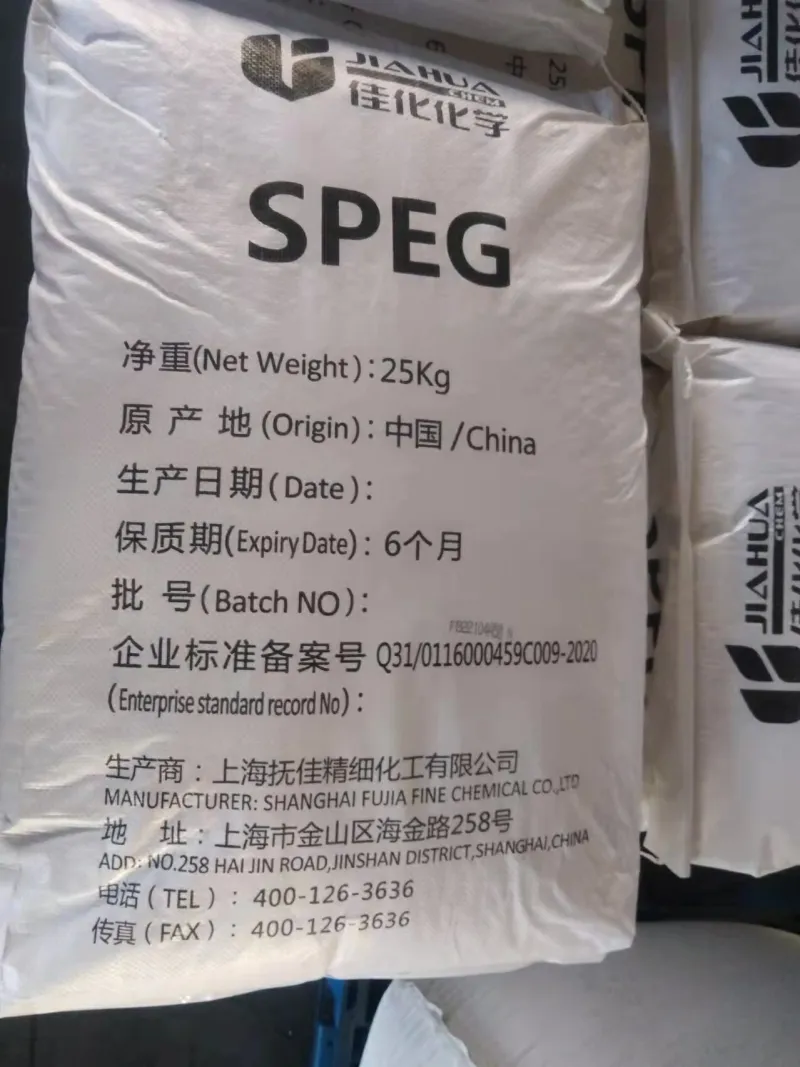 JIAHUA
CHEM
佳化化学
SPEG
净重(Net Weight):25Kg
原产地(Origin):中国/China
生产日期(Date):
保质期(Expiry Date):6个月
批号(Batch NO):
企业标准备案号 Q31/0116000459C009-2020
(Enterprise standard record No):
生产商:上海抚佳精细化工有限公司
MANUFACTURER: SHANGHAI FUJIA FINE CHEMICAL CO.,LTD
地 址:上海市金山区海金路258号
ADD: NO.258 HAI JIN ROAD,JINSHAN DISTRICT,SHANGHAI,CHINA
电话(TEL):400-126-3636
传真(FAX):400-126-3636
JIAHUA
CHEM